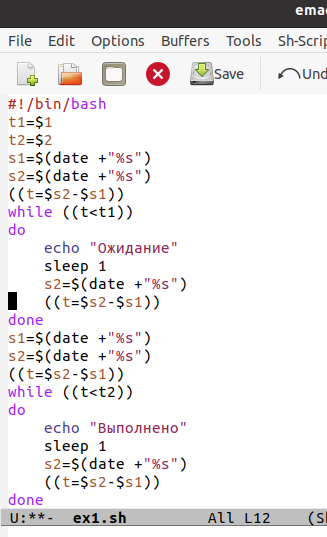 emac
File Edit Options Buffers Tools Sh-Scrip
Save Und
#!/bin/bash
t1=$1
t2=$2
s1=$(date +"%s")
s2=$(date +"%s")
((t=$s2-$s1))
while ((t<t1))
do
    echo "Ожидание"
    sleep 1
    s2=$(date +"%s")
    ((t=$s2-$s1))
done
s1=$(date +"%s")
s2=$(date +"%s")
((t=$s2-$s1))
while ((t<t2))
do
    echo "Выполнено"
    sleep 1
    s2=$(date +"%s")
    ((t=$s2-$s1))
done
U:**- ex1.sh All L12 (Sh